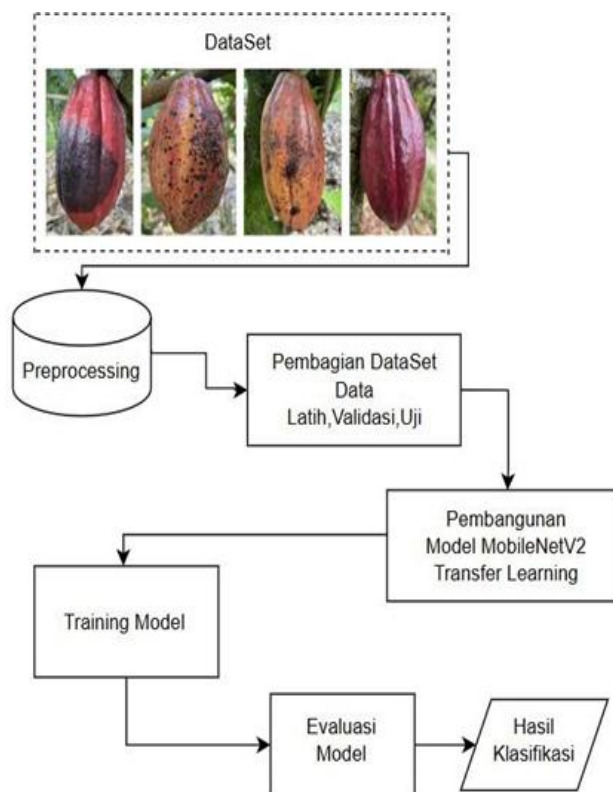 DataSet
Preprocessing
Pembagian DataSet
Data
Latih,Validasi,Uji
Pembangunan
Model MobileNetV2
Transfer Learning
Training Model
Evaluasi
Model
Hasil
Klasifikasi